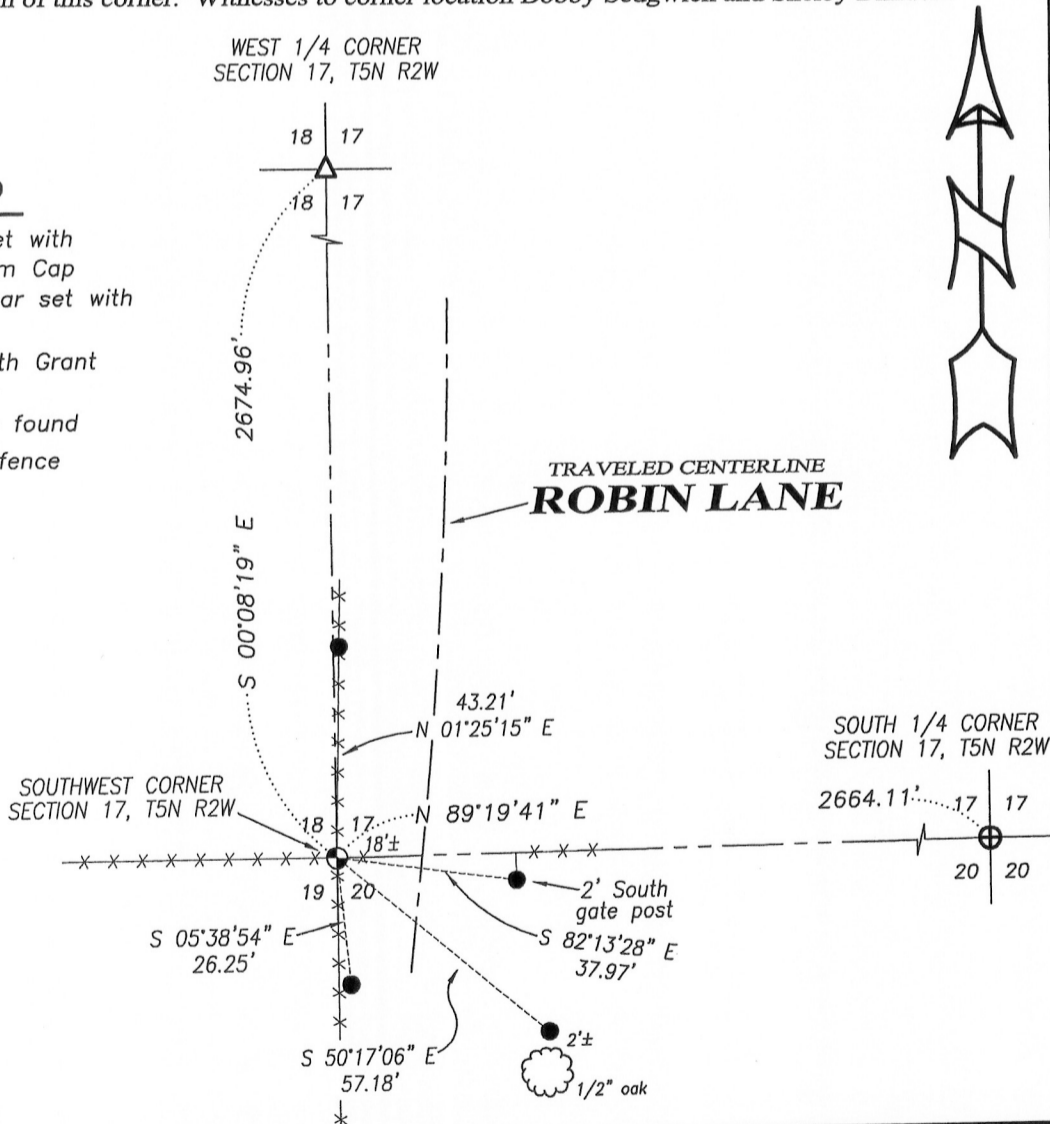 of this corner. Witnesses to corner location Bobby Sedgwick and
WEST 1/4 CORNER
SECTION 17, T5N R2W
18 17
18 17
et with
m Cap
ar set with
th Grant
found
fence
2674.96'
S 00°08'19" E
TRAVELED CENTERLINE
ROBIN LANE
43.21'
N 01°25'15" E
SOUTH 1/4 CORNER
SECTION 17, T5N R2W
SOUTHWEST CORNER
SECTION 17, T5N R2W
2664.11'
17 17
18 17
N 89°19'41" E
18'±
20 20
19 20
2' South
gate post
S 05°38'54" E
26.25'
S 82°13'28" E
37.97'
2'±
S 50°17'06" E
57.18'
1/2" oak